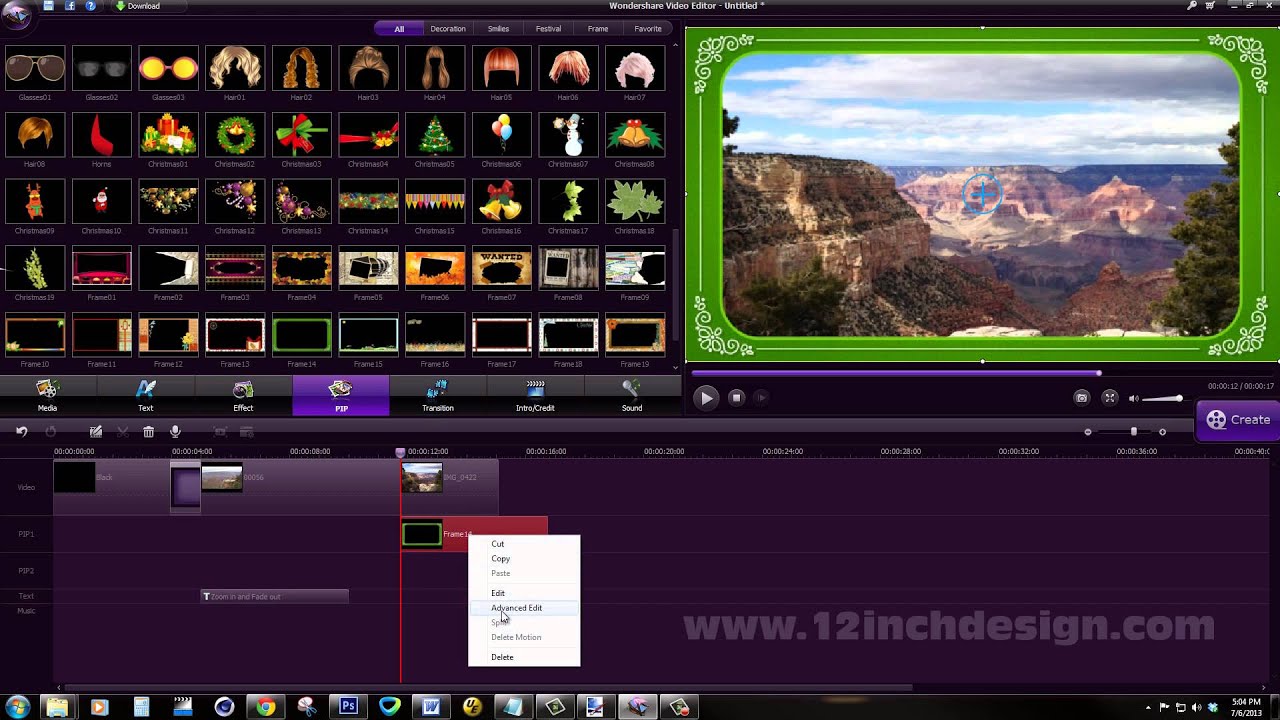 Download
Wondershare Video Editor - Untitled *
All Decoration Smilies Festival Frame Favorite
Glasses01 Glasses02 Glasses03 Hair01 Hair02 Hair03 Hair04 Hair05 Hair06 Hair07
Hair08 Horns Christmas01 Christmas02 Christmas03 Christmas04 Christmas05 Christmas06 Christmas07 Christmas08
Christmas09 Christmas10 Christmas11 Christmas12 Christmas13 Christmas14 Christmas15 Christmas16 Christmas17 Christmas18
Christmas19 Frame01 Frame02 Frame03 Frame04 Frame05 Frame06 Frame07 Frame08 Frame09
WANTED
WANTED
Frame10 Frame11 Frame12 Frame13 Frame14 Frame15 Frame16 Frame17 Frame18 Frame19
Media Text Effect PIP Transition Intro/Credit Sound
00:00:12 / 00:00:17
Create
00:00:00:00 00:00:04:00 00:00:08:00 00:00:12:00 00:00:16:00 00:00:20:00 00:00:24:00 00:00:28:00 00:00:32:00 00:00:36:00 00:00:40:0
Video Black 00056 IMG_0422
PIP1 Frame14
Cut
Copy
Paste
PIP2
Edit
Text T Zoom in and Fade out
Advanced Edit
Music
Split
Delete Motion
Delete
www.12inchdesign.com
Ps W UE
5:04 PM
7/6/2013